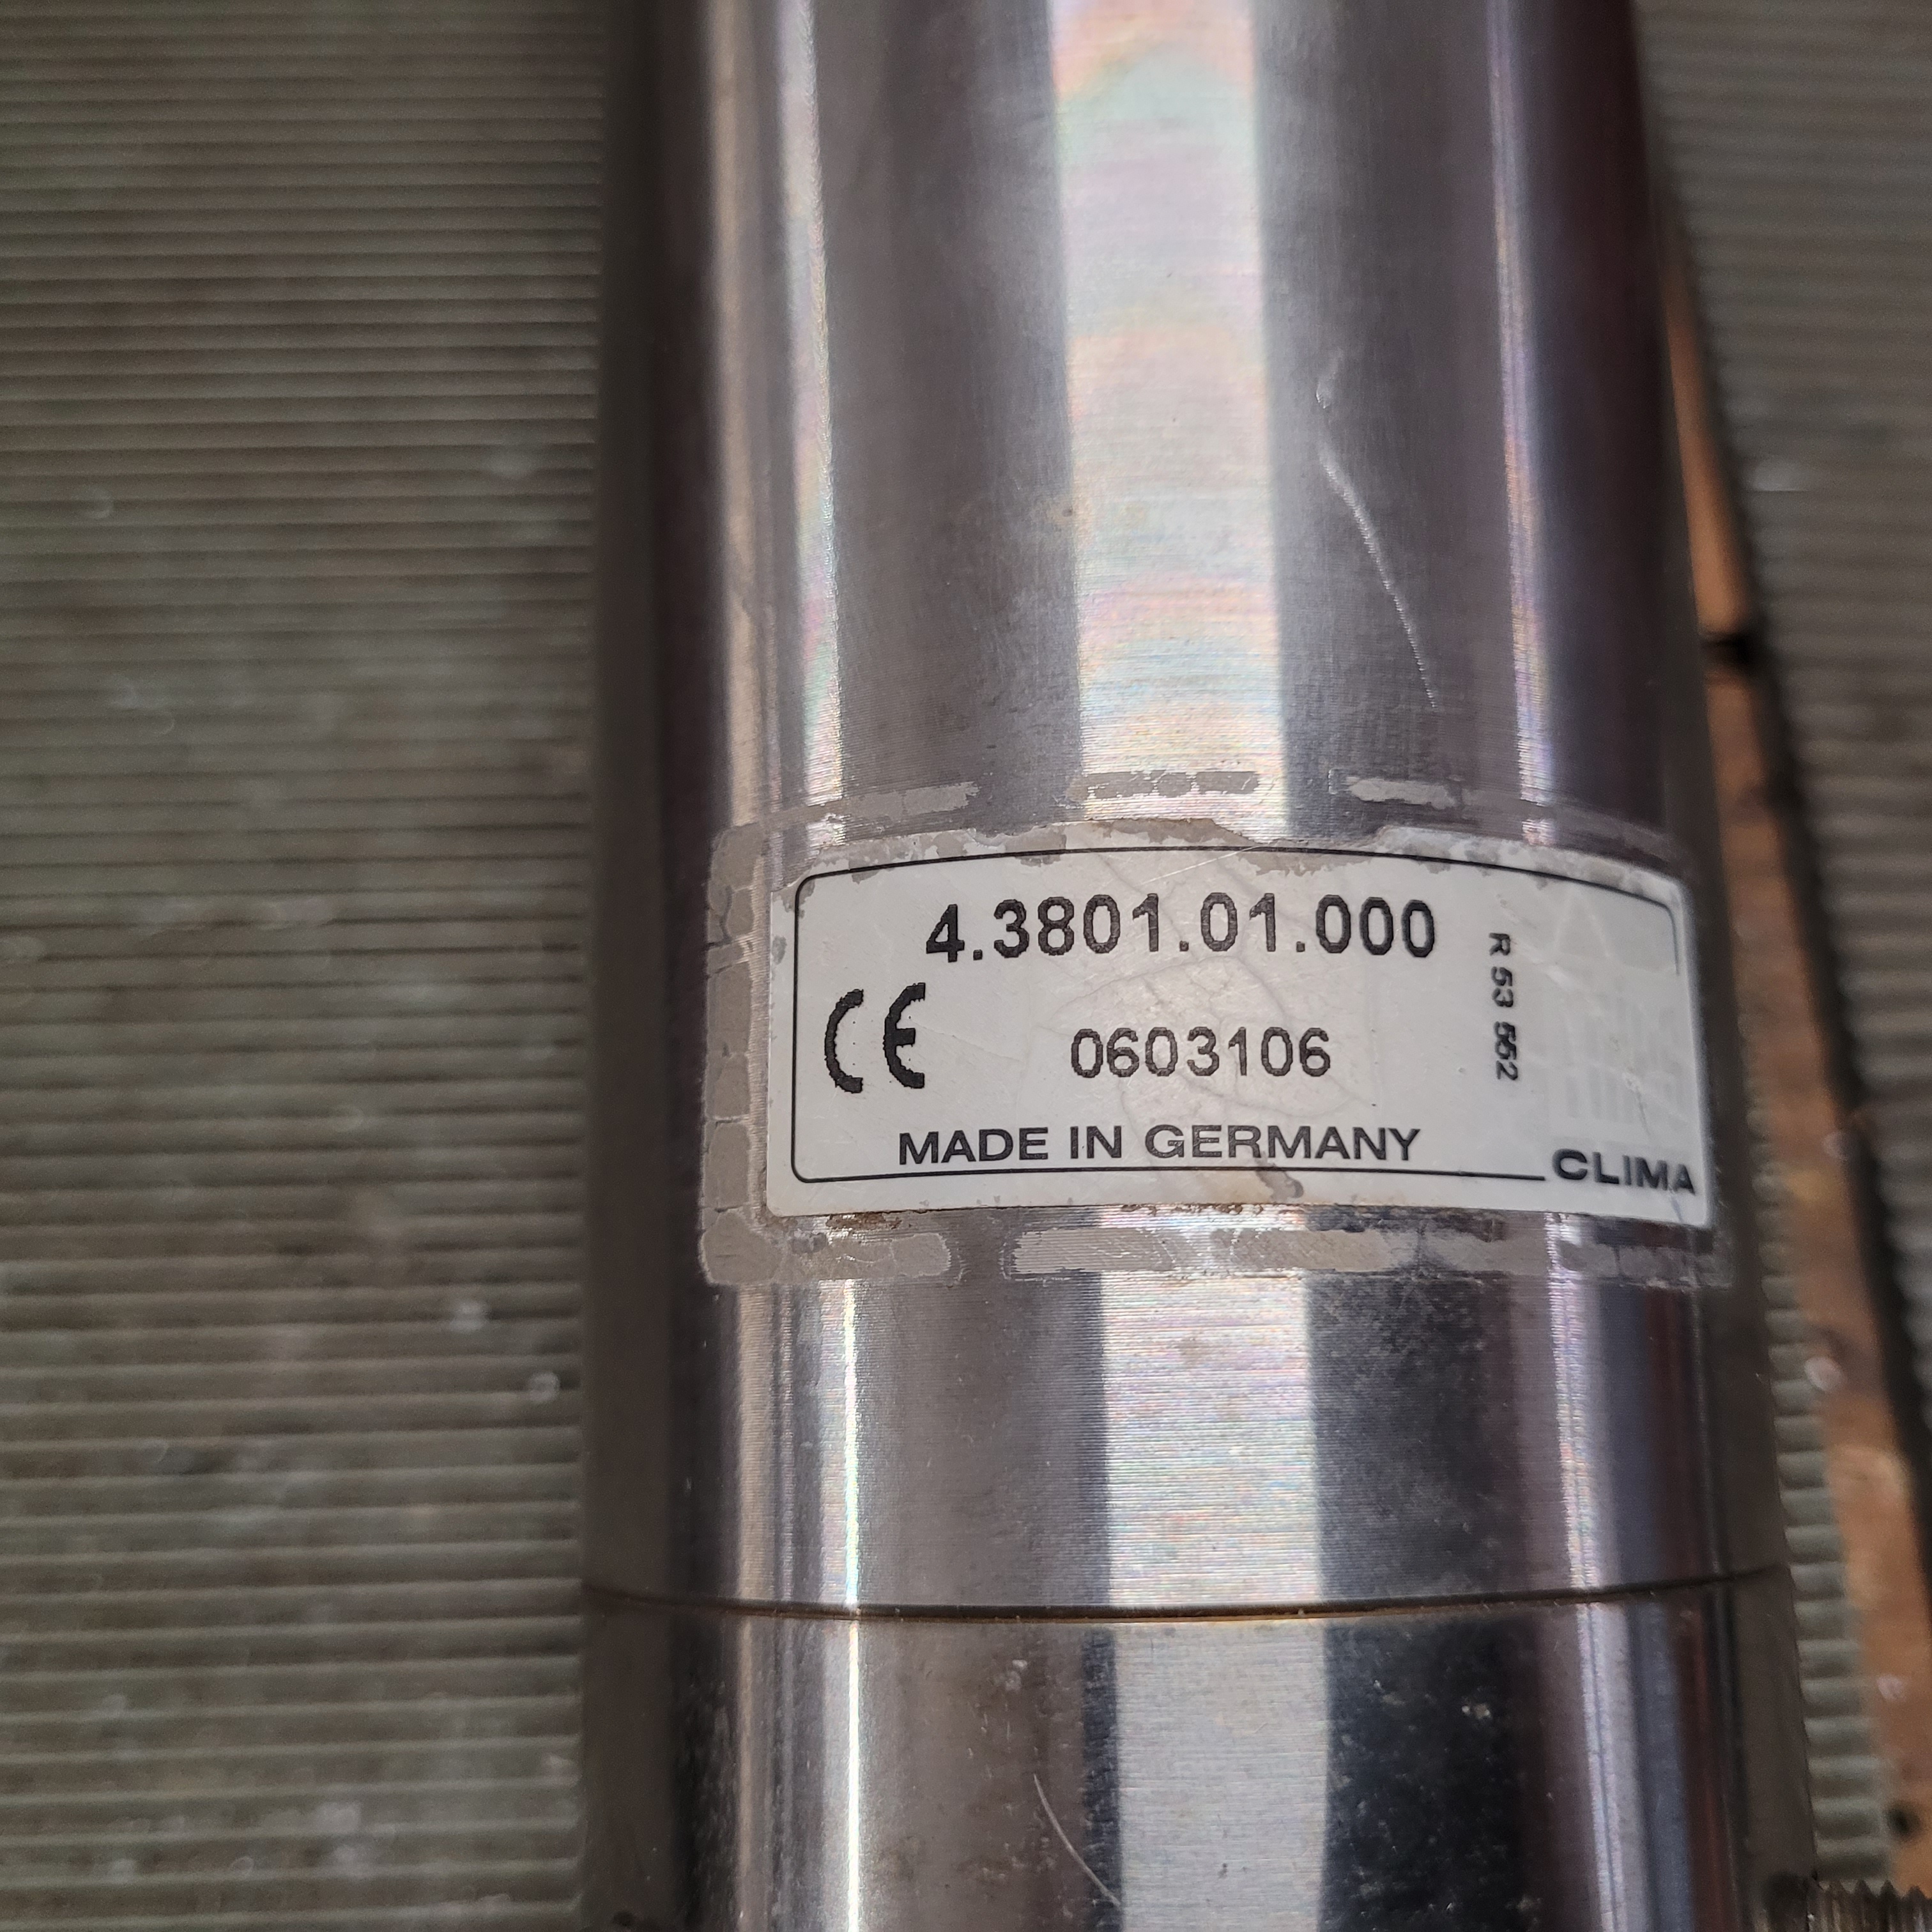 4.3801.01.000
R 53 552
CE
0603106
MADE IN GERMANY
CLIMA